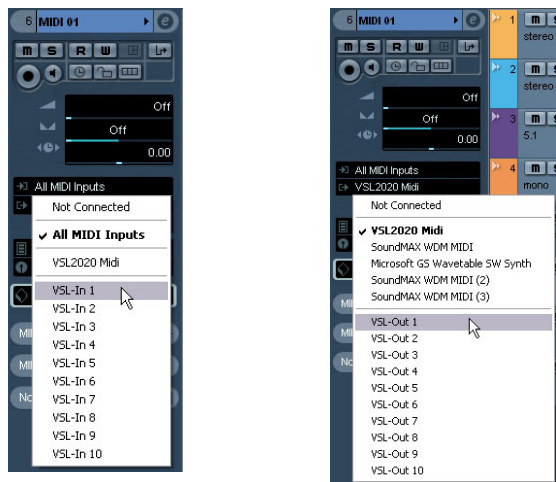 6 MIDI 01 e
m S R W
Off
Off
0.00
All MIDI Inputs
Not Connected
✓ All MIDI Inputs
VSL2020 Midi
VSL-In 1
VSL-In 2
VSL-In 3
VSL-In 4
VSL-In 5
VSL-In 6
VSL-In 7
VSL-In 8
VSL-In 9
VSL-In 10
MI
MI
No
6 MIDI 01 e
m S R W
Off
Off
0.00
All MIDI Inputs
VSL2020 Midi
Not Connected
✓ VSL2020 Midi
SoundMAX WDM MIDI
Microsoft GS Wavetable SW Synth
SoundMAX WDM MIDI (2)
SoundMAX WDM MIDI (3)
VSL-Out 1
VSL-Out 2
VSL-Out 3
VSL-Out 4
VSL-Out 5
VSL-Out 6
VSL-Out 7
VSL-Out 8
VSL-Out 9
VSL-Out 10
MI
MI
No
1 m S
stereo
2 m S
stereo
3 m S
5.1
4 m S
mono